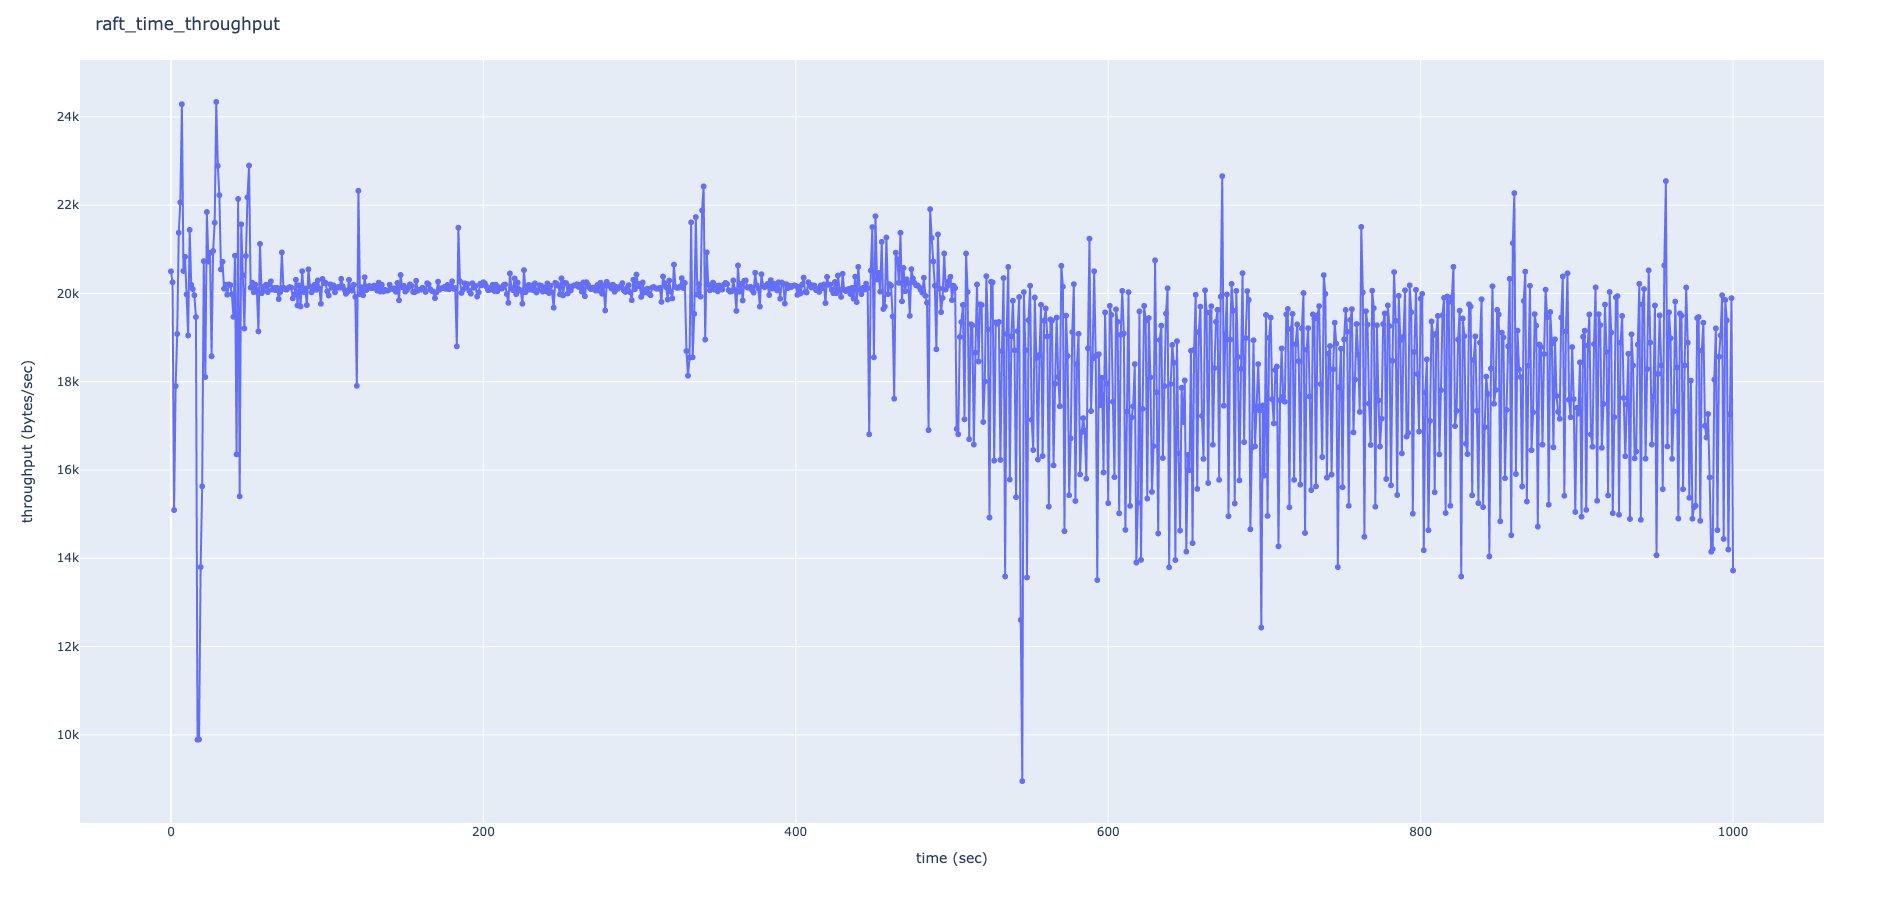 raft_time_throughput
24k
22k
20k
18k
16k
14k
12k
10k
throughput (bytes/sec)
0 200 400 600 800 1000
time (sec)